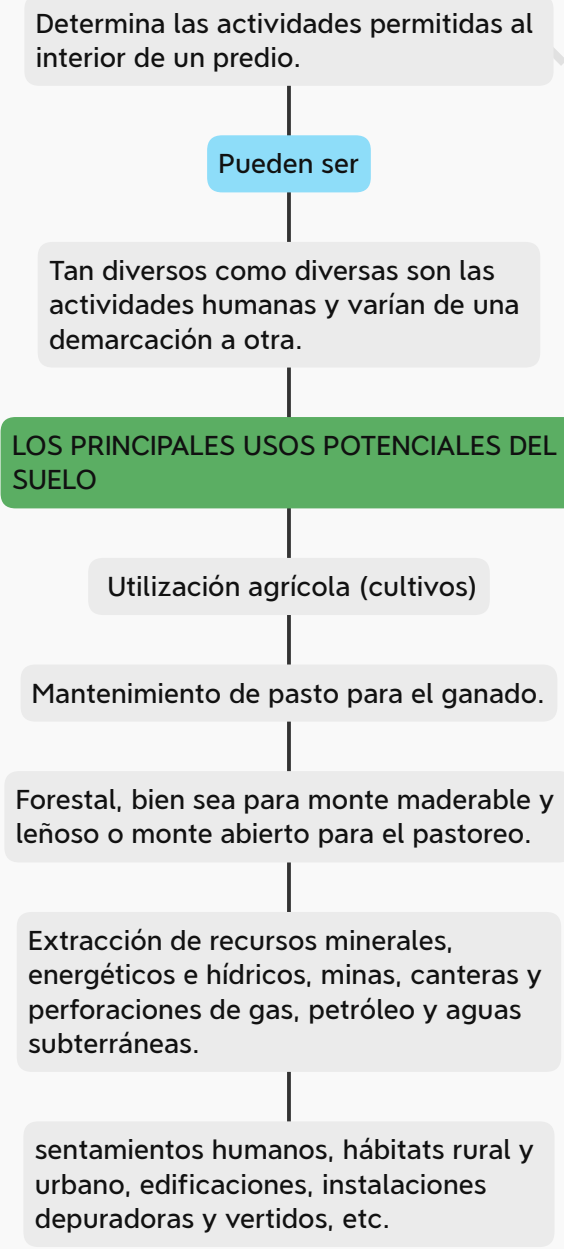 Determina las actividades permitidas al
interior de un predio.
Pueden ser
Tan diversos como diversas son las
actividades humanas y varían de una
demarcación a otra.
LOS PRINCIPALES USOS POTENCIALES DEL
SUELO
Utilización agrícola (cultivos)
Mantenimiento de pasto para el ganado.
Forestal, bien sea para monte maderable y
leñoso o monte abierto para el pastoreo.
Extracción de recursos minerales,
energéticos e hídricos, minas, canteras y
perforaciones de gas, petróleo y aguas
subterráneas.
sentamientos humanos, hábitats rural y
urbano, edificaciones, instalaciones
depuradoras y vertidos, etc.